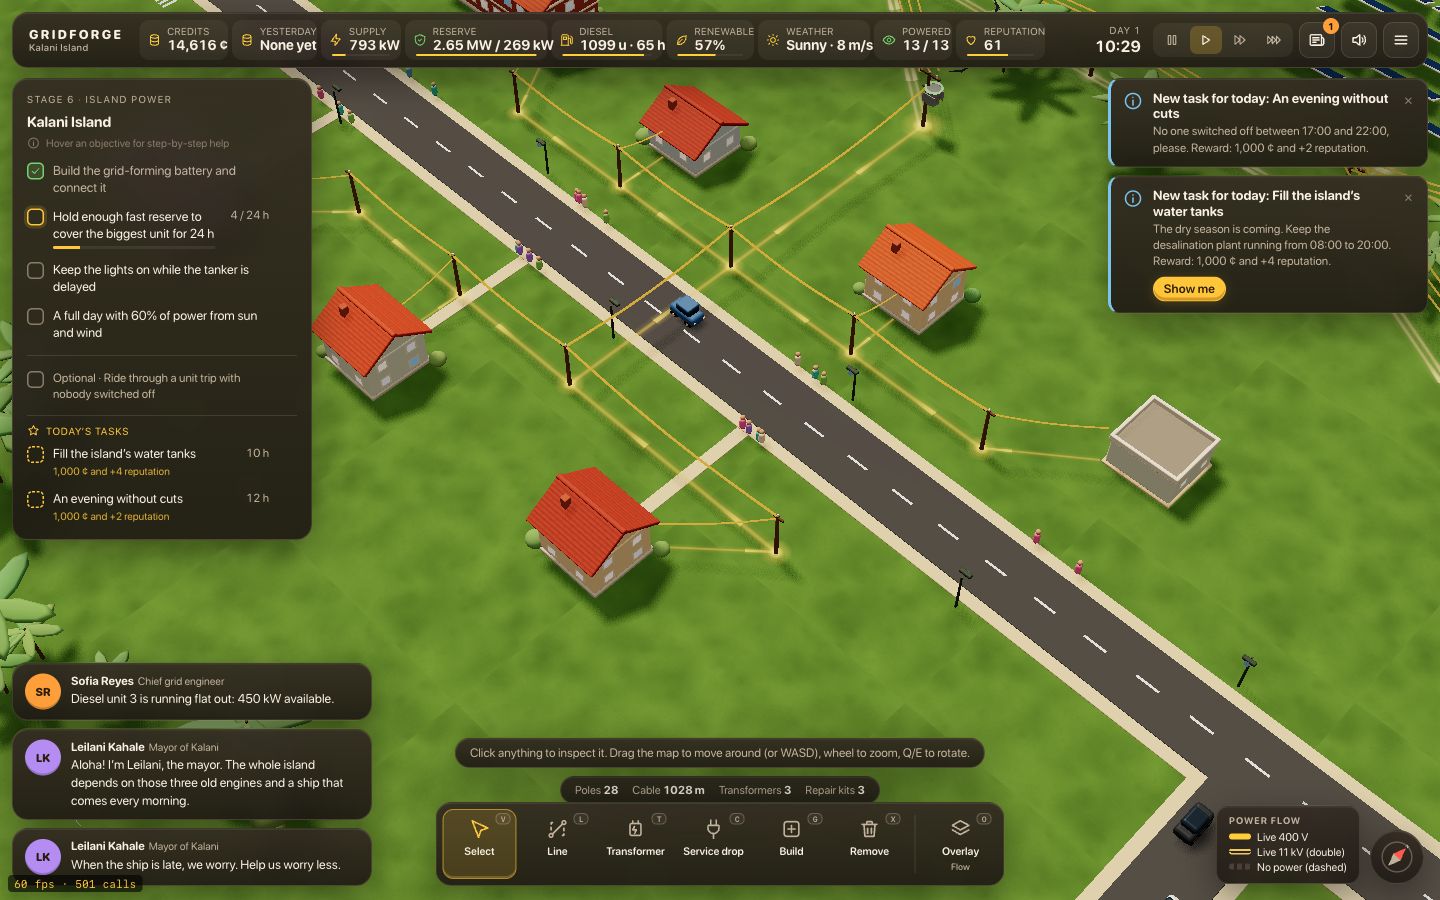 GRIDFORGE
Kalani Island
CREDITS
14,616 ¢
YESTERDAY
None yet
SUPPLY
793 kW
RESERVE
2.65 MW / 269 kW
DIESEL
1099 u · 65 h
RENEWABLE
57%
WEATHER
Sunny · 8 m/s
POWERED
13 / 13
REPUTATION
61
DAY 1
10:29
1
STAGE 6 · ISLAND POWER
Kalani Island
Hover an objective for step-by-step help
Build the grid-forming battery and
connect it
Hold enough fast reserve to
cover the biggest unit for 24 h
4 / 24 h
Keep the lights on while the tanker is
delayed
A full day with 60% of power from sun
and wind
Optional · Ride through a unit trip with
nobody switched off
TODAY'S TASKS
Fill the island's water tanks
10 h
1,000 ¢ and +4 reputation
An evening without cuts
12 h
1,000 ¢ and +2 reputation
New task for today: An evening without
cuts
No one switched off between 17:00 and 22:00,
please. Reward: 1,000 ¢ and +2 reputation.
New task for today: Fill the island's
water tanks
The dry season is coming. Keep the
desalination plant running from 08:00 to 20:00.
Reward: 1,000 ¢ and +4 reputation.
Show me
SR
Sofia Reyes Chief grid engineer
Diesel unit 3 is running flat out: 450 kW available.
LK
Leilani Kahale Mayor of Kalani
Aloha! I'm Leilani, the mayor. The whole island
depends on those three old engines and a ship that
comes every morning.
LK
Leilani Kahale Mayor of Kalani
When the ship is late, we worry. Help us worry less.
60 fps · 501 calls
Click anything to inspect it. Drag the map to move around (or WASD), wheel to zoom, Q/E to rotate.
Poles 28 Cable 1028 m Transformers 3 Repair kits 3
V
Select
L
Line
T
Transformer
C
Service drop
G
Build
X
Remove
O
Overlay
Flow
POWER FLOW
Live 400 V
Live 11 kV (double)
No power (dashed)